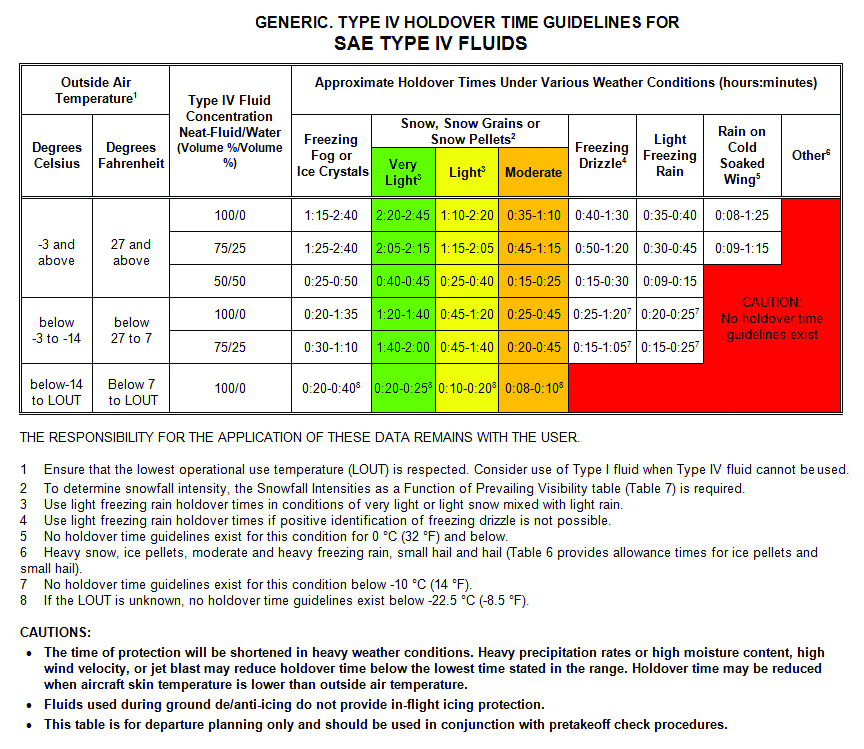 GENERIC. TYPE IV HOLDOVER TIME GUIDELINES FOR
SAE TYPE IV FLUIDS
Outside Air
Temperature1
Type IV Fluid
Concentration
Neat-Fluid/Water
(Volume %/Volume
%)
Approximate Holdover Times Under Various Weather Conditions (hours:minutes)
Degrees
Celsius
Degrees
Fahrenheit
Freezing
Fog or
Ice Crystals
Snow, Snow Grains or
Snow Pellets2
Very
Light3
Light3
Moderate
Freezing
Drizzle4
Light
Freezing
Rain
Rain on
Cold
Soaked
Wing5
Other6
-3 and
above
27 and
above
100/0 1:15-2:40 2:20-2:45 1:10-2:20 0:35-1:10 0:40-1:30 0:35-0:40 0:08-1:25
75/25 1:25-2:40 2:05-2:15 1:15-2:05 0:45-1:15 0:50-1:20 0:30-0:45 0:09-1:15
50/50 0:25-0:50 0:40-0:45 0:25-0:40 0:15-0:25 0:15-0:30 0:09-0:15
CAUTION:
No holdover time
guidelines exist
below
-3 to -14
below
27 to 7
100/0 0:20-1:35 1:20-1:40 0:45-1:20 0:25-0:45 0:25-1:207 0:20-0:257
75/25 0:30-1:10 1:40-2:00 0:45-1:40 0:20-0:45 0:15-1:057 0:15-0:257
below-14
to LOUT
Below 7
to LOUT
100/0 0:20-0:408 0:20-0:258 0:10-0:208 0:08-0:108
THE RESPONSIBILITY FOR THE APPLICATION OF THESE DATA REMAINS WITH THE USER.
1 Ensure that the lowest operational use temperature (LOUT) is respected. Consider use of Type I fluid when Type IV fluid cannot be used.
2 To determine snowfall intensity, the Snowfall Intensities as a Function of Prevailing Visibility table (Table 7) is required.
3 Use light freezing rain holdover times in conditions of very light or light snow mixed with light rain.
4 Use light freezing rain holdover times if positive identification of freezing drizzle is not possible.
5 No holdover time guidelines exist for this condition for 0 °C (32 °F) and below.
6 Heavy snow, ice pellets, moderate and heavy freezing rain, small hail and hail (Table 6 provides allowance times for ice pellets and
small hail).
7 No holdover time guidelines exist for this condition below -10 °C (14 °F).
8 If the LOUT is unknown, no holdover time guidelines exist below -22.5 °C (-8.5 °F).
CAUTIONS:
• The time of protection will be shortened in heavy weather conditions. Heavy precipitation rates or high moisture content, high
wind velocity, or jet blast may reduce holdover time below the lowest time stated in the range. Holdover time may be reduced
when aircraft skin temperature is lower than outside air temperature.
• Fluids used during ground de/anti-icing do not provide in-flight icing protection.
• This table is for departure planning only and should be used in conjunction with pretakeoff check procedures.